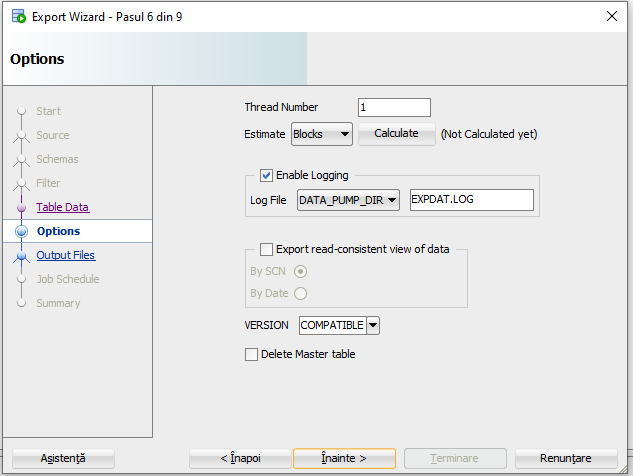 Export Wizard - Pasul 6 din 9
Options
Start
Source
Schemas
Filter
Table Data
Options
Output Files
Job Schedule
Summary
Thread Number 1
Estimate Blocks Calculate (Not Calculated yet)
Enable Logging
Log File DATA_PUMP_DIR EXPDAT.LOG
Export read-consistent view of data
By SCN
By Date
VERSION COMPATIBLE
Delete Master table
Asistență < Înapoi Înainte > Terminare Renunțare